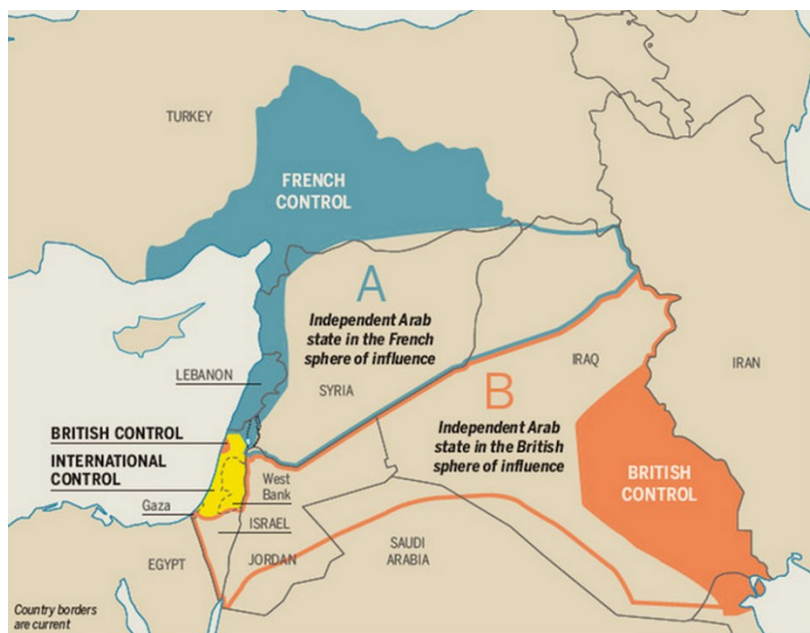 TURKEY
FRENCH
CONTROL
A
Independent Arab
state in the French
sphere of influence
LEBANON
SYRIA
IRAQ
IRAN
B
Independent Arab
state in the British
sphere of influence
BRITISH CONTROL
INTERNATIONAL
CONTROL
BRITISH
CONTROL
West
Bank
Gaza
ISRAEL
EGYPT
JORDAN
SAUDI
ARABIA
Country borders
are current